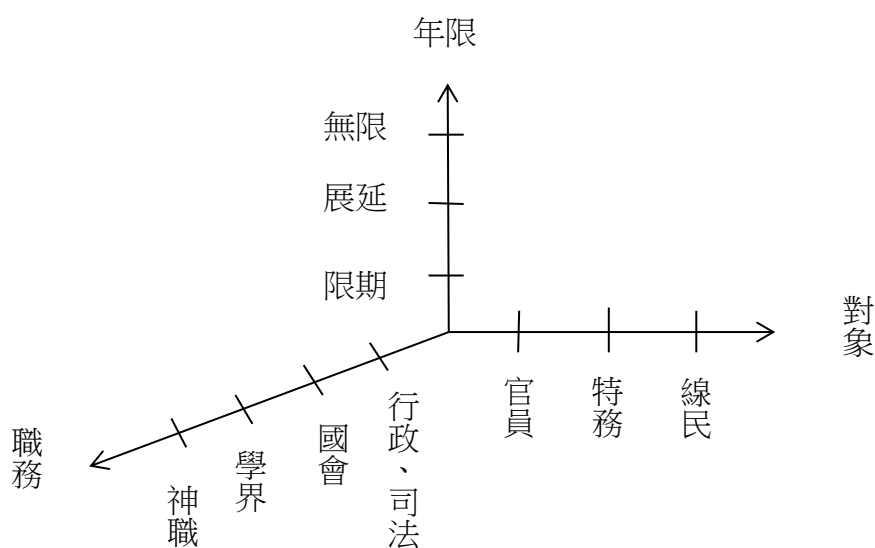 年限
無限
展延
限期
對象
官員
特務
線民
行政、司法
國會
學界
神職
職務